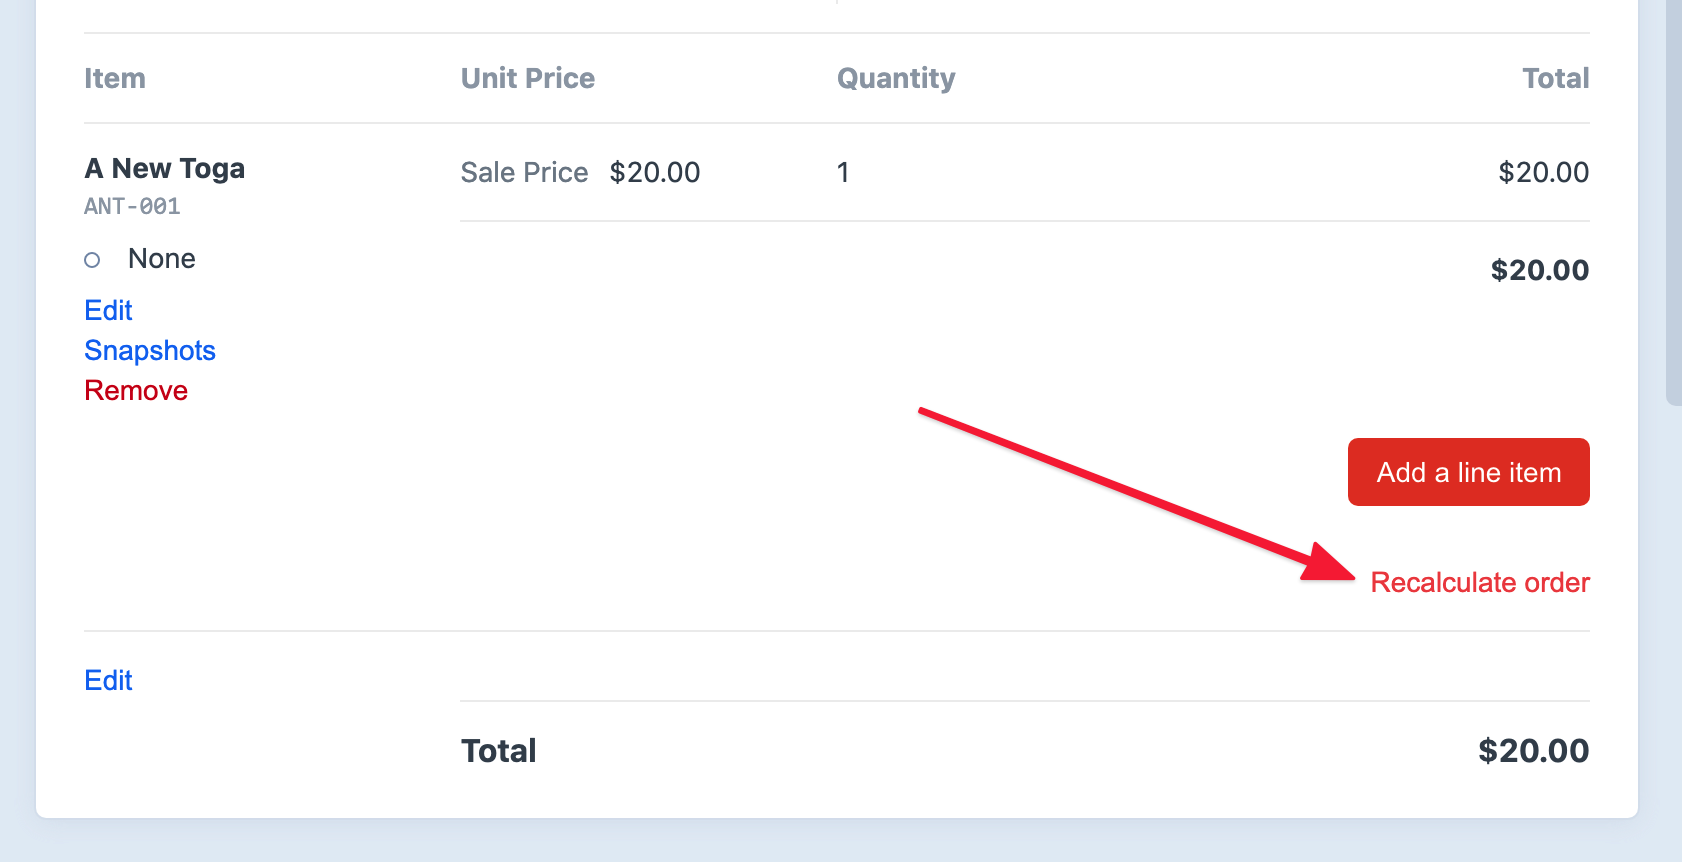 Item Unit Price Quantity Total
A New Toga Sale Price $20.00 1 $20.00
ANT-001
None $20.00
Edit
Snapshots
Remove
Add a line item
Recalculate order
Edit
Total $20.00